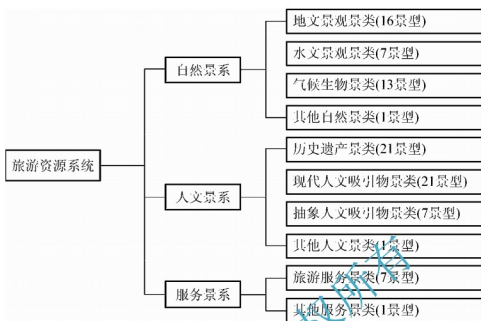 旅游资源系统
自然景系
地文景观景类(16景型)
水文景观景类(7景型)
气候生物景类(13景型)
其他自然景类(1景型)
人文景系
历史遗产景类(21景型)
现代人文吸引物景类(21景型)
抽象人文吸引物景类(7景型)
其他人文景类(1景型)
服务景系
旅游服务景类(7景型)
其他服务景类(1景型)
权所有